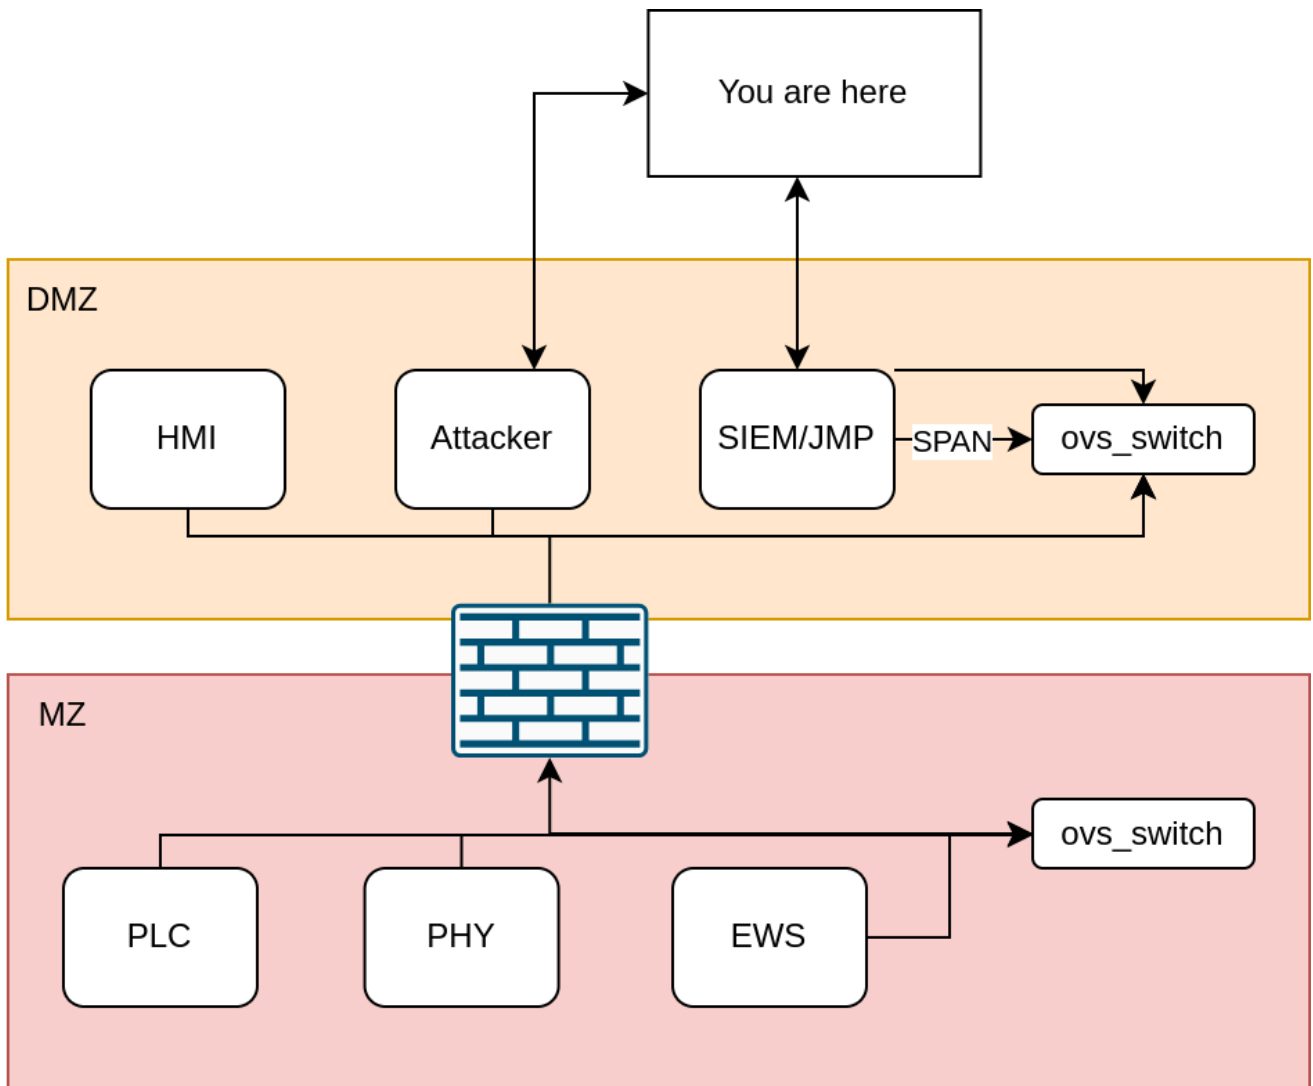 You are here
DMZ
HMI
Attacker
SIEM/JMP
SPAN
ovs_switch
MZ
ovs_switch
PLC
PHY
EWS